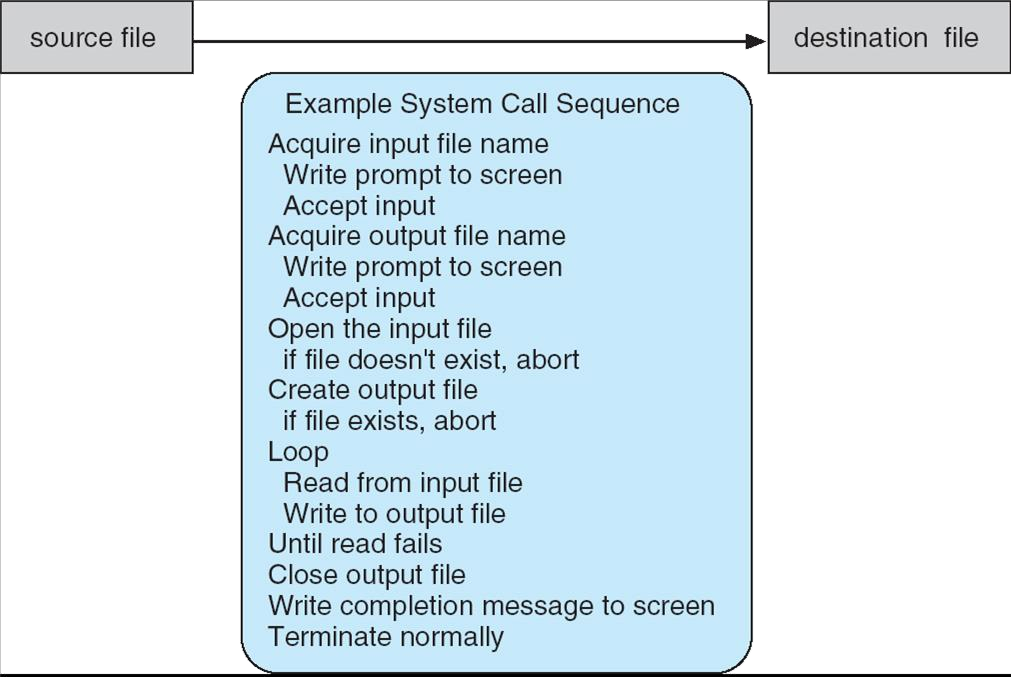 source file
destination file
Example System Call Sequence
Acquire input file name
Write prompt to screen
Accept input
Acquire output file name
Write prompt to screen
Accept input
Open the input file
if file doesn't exist, abort
Create output file
if file exists, abort
Loop
Read from input file
Write to output file
Until read fails
Close output file
Write completion message to screen
Terminate normally